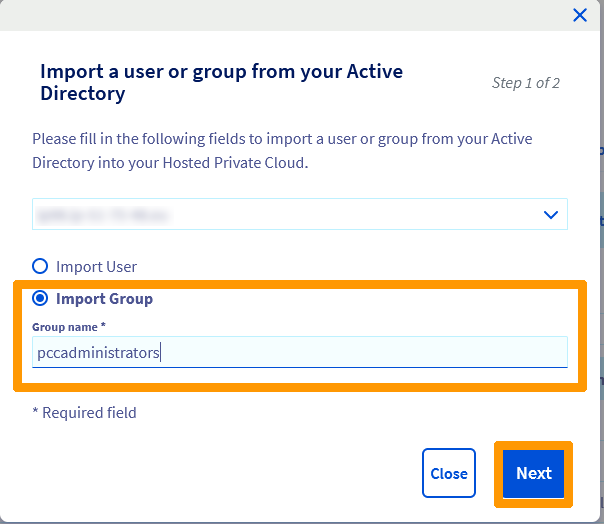 Import a user or group from your Active
Directory
Step 1 of 2
Please fill in the following fields to import a user or group from your Active
Directory into your Hosted Private Cloud.
Import User
Import Group
Group name *
pccadministrators
* Required field
Close
Next